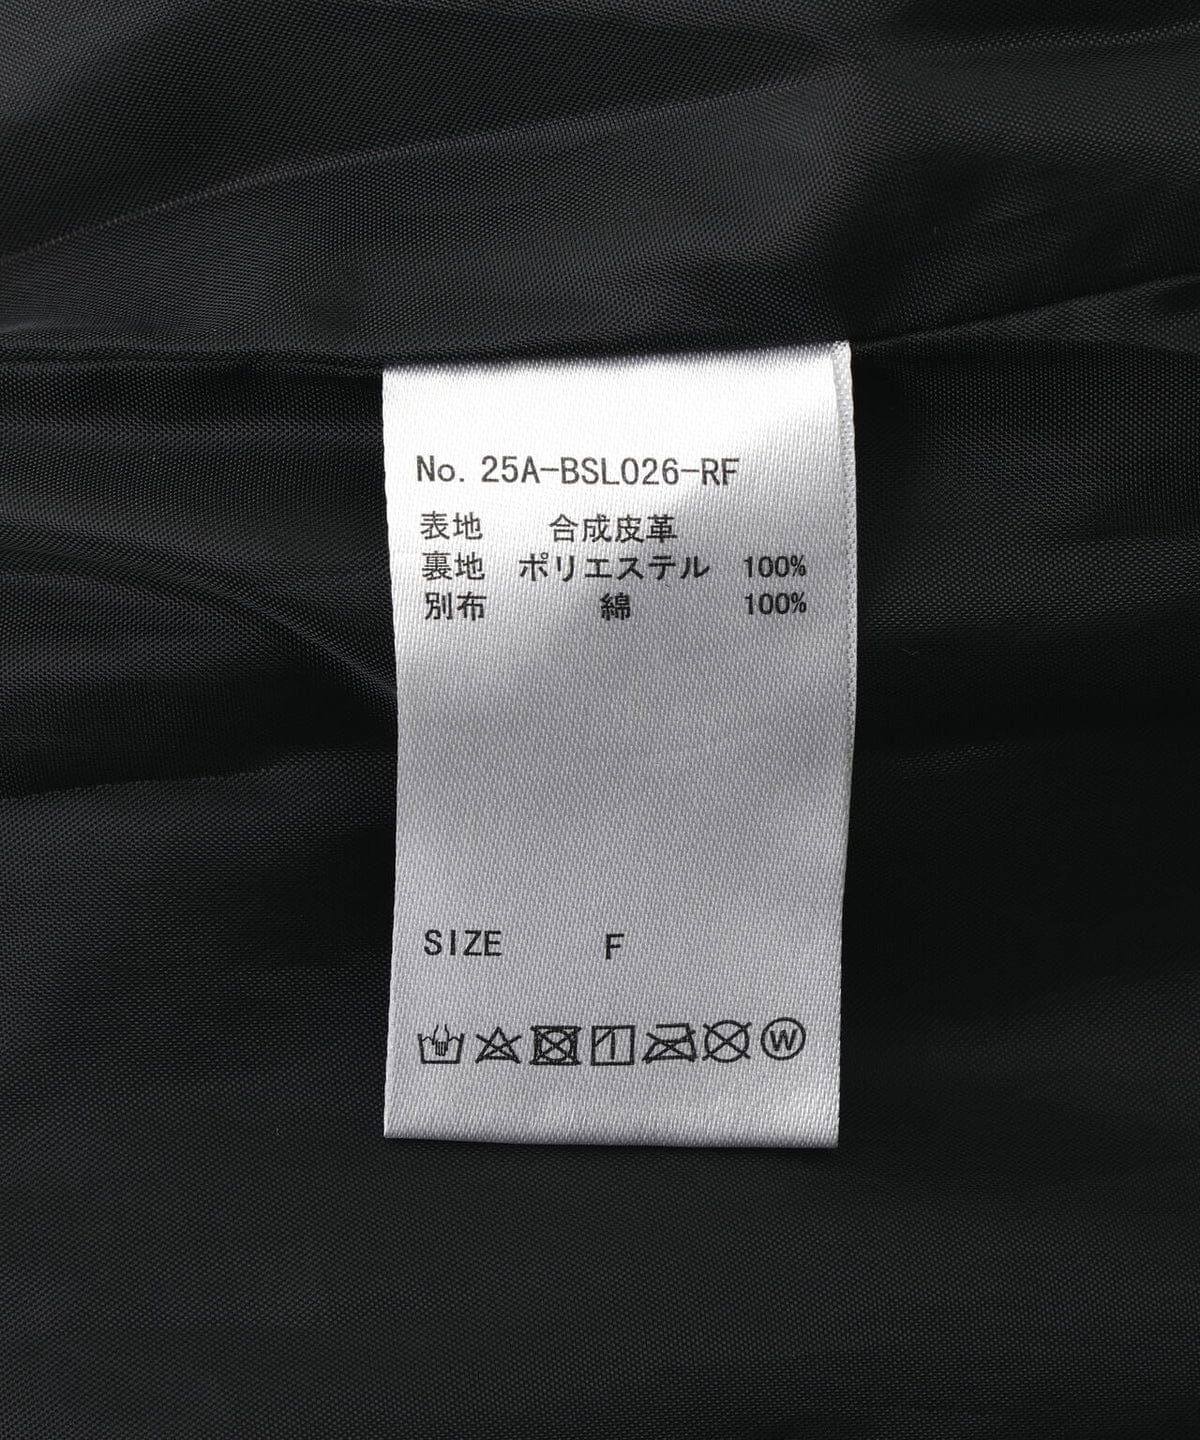 No. 25A-BSL026-RF
表地 合成皮革
裏地 ポリエステル 100%
別布 綿 100%
SIZE F
W